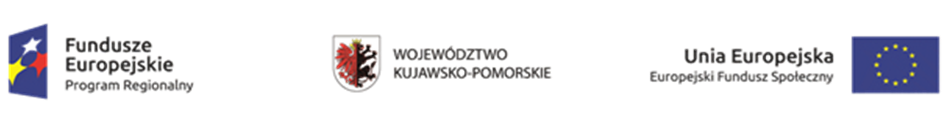 Fundusze
Europejskie
Program Regionalny
WOJEWÓDZTWO
KUJAWSKO-POMORSKIE
Unia Europejska
Europejski Fundusz Społeczny